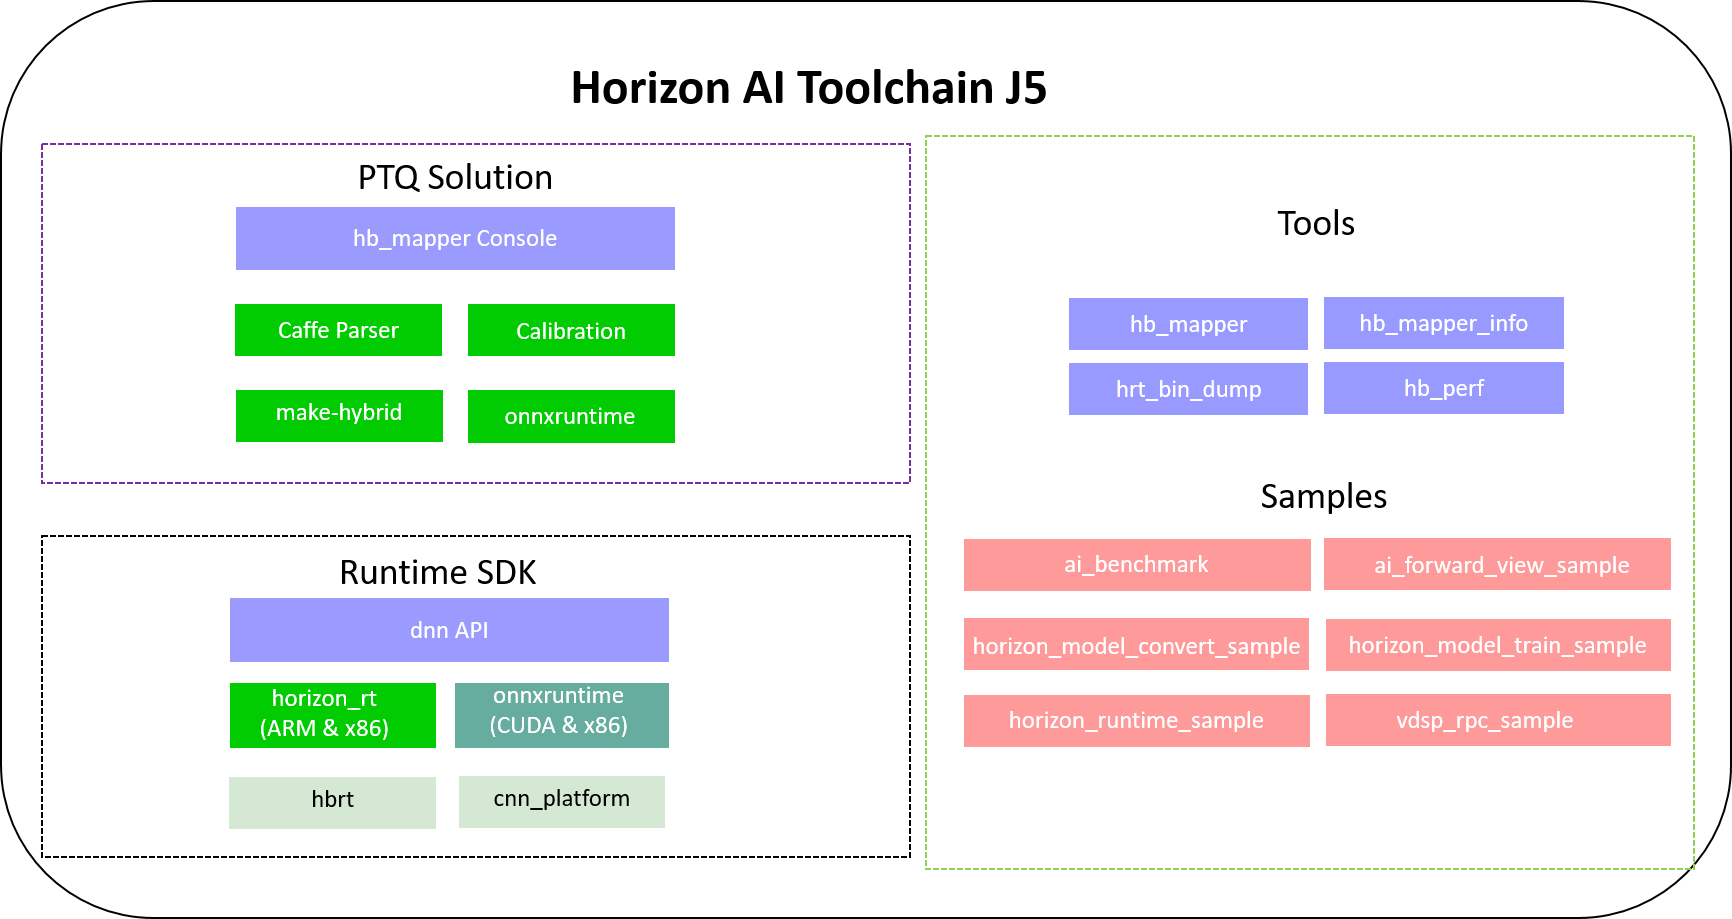 Horizon AI Toolchain J5
PTQ Solution
hb_mapper Console
Caffe Parser
Calibration
make-hybrid
onnxruntime
Runtime SDK
dnn API
horizon_rt
(ARM & x86)
onnxruntime
(CUDA & x86)
hbrt
cnn_platform
Tools
hb_mapper
hb_mapper_info
hrt_bin_dump
hb_perf
Samples
ai_benchmark
ai_forward_view_sample
horizon_model_convert_sample
horizon_model_train_sample
horizon_runtime_sample
vdsp_rpc_sample